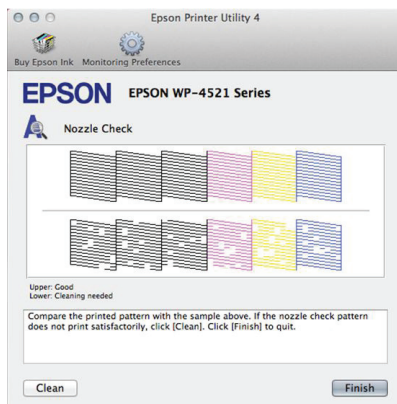 Epson Printer Utility 4
Buy Epson Ink Monitoring Preferences
EPSON EPSON WP-4521 Series
Nozzle Check
Upper: Good
Lower: Cleaning needed
Compare the printed pattern with the sample above. If the nozzle check pattern
does not print satisfactorily, click [Clean]. Click [Finish] to quit.
Clean Finish